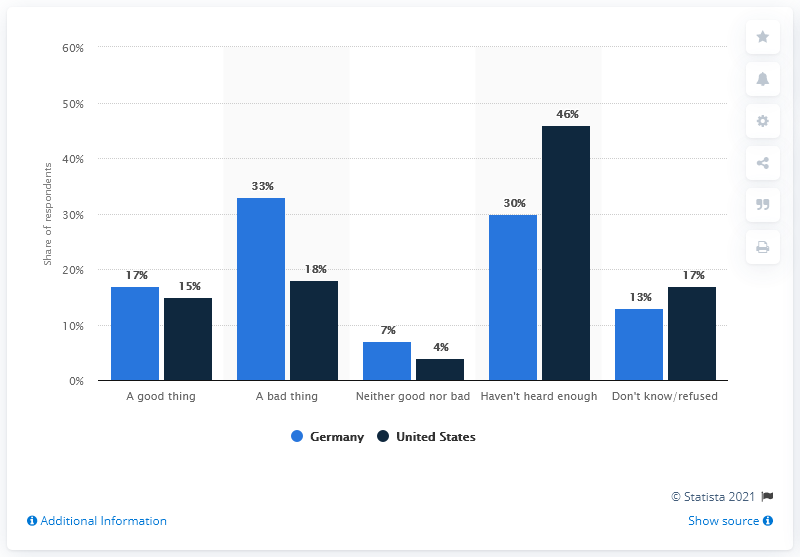 60%
50%
40%
30%
20%
10%
0%
Share of respondents
17%
15%
33%
18%
7%
4%
30%
46%
13%
17%
A good thing
A bad thing
Neither good nor bad
Haven't heard enough
Don't know/refused
Germany
United States
© Statista 2021
Additional Information
Show source